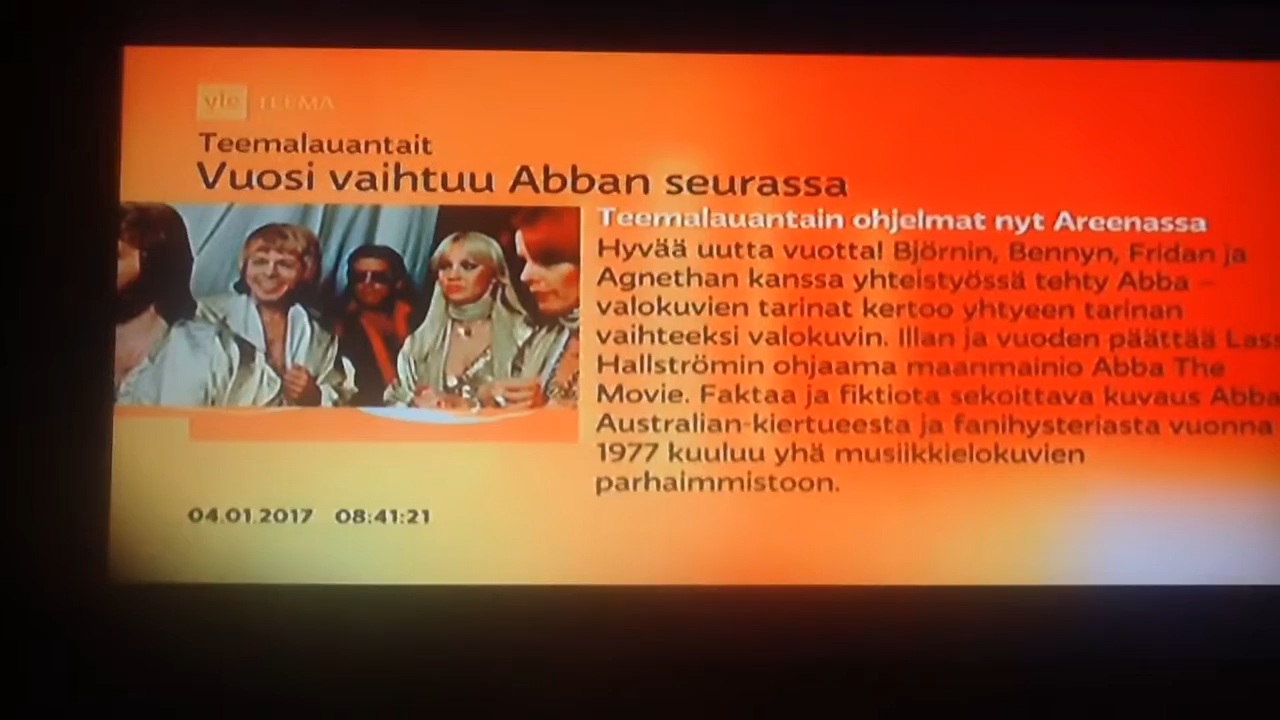 yle TEEMA
Teemalauantait
Vuosi vaihtuu Abban seurassa
Teemalauantain ohjelmat nyt Areenassa
Hyvää uutta vuotta! Björnin, Bennyn, Fridan ja
Agnethan kanssa yhteistyössä tehty Abba –
valokuvien tarinat kertoo yhtyeen tarinan
vaihteeksi valokuvin. Illan ja vuoden päättää Lass
Hallströmin ohjaama maanmainio Abba The
Movie. Faktaa ja fiktiota sekoittava kuvaus Abba
Australian-kiertueesta ja fanihysteriasta vuonna
1977 kuuluu yhä musiikkielokuvien
parhaimmistoon.
04.01.2017 08:41:21